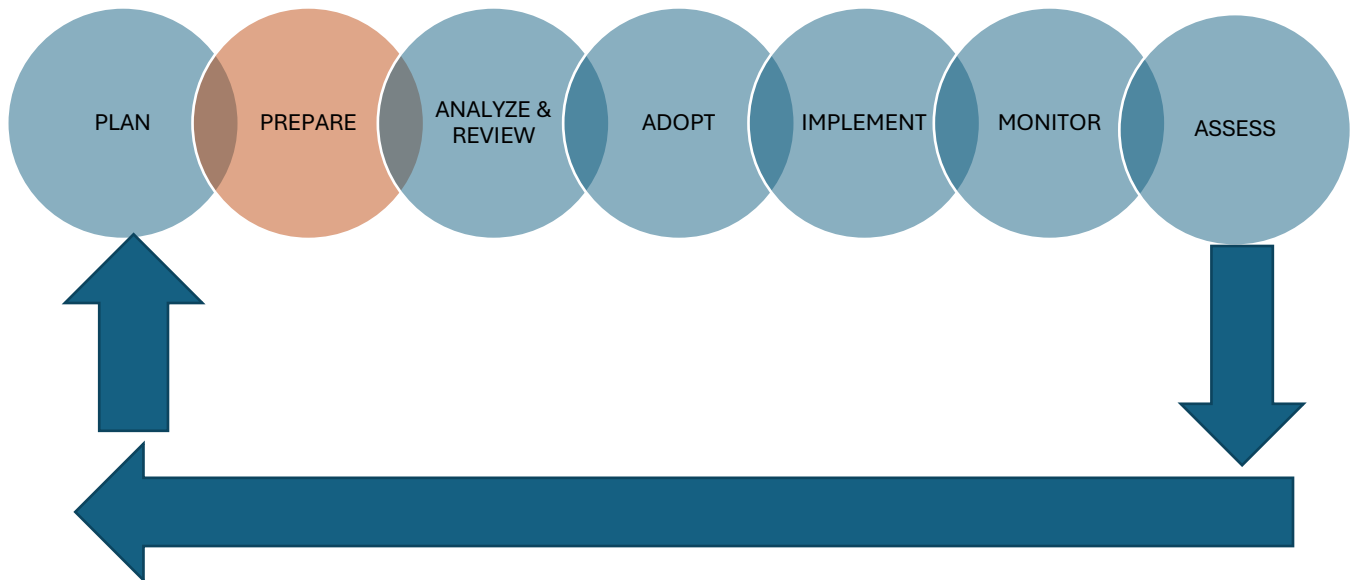 PLAN
PREPARE
ANALYZE &
REVIEW
ADOPT
IMPLEMENT
MONITOR
ASSESS